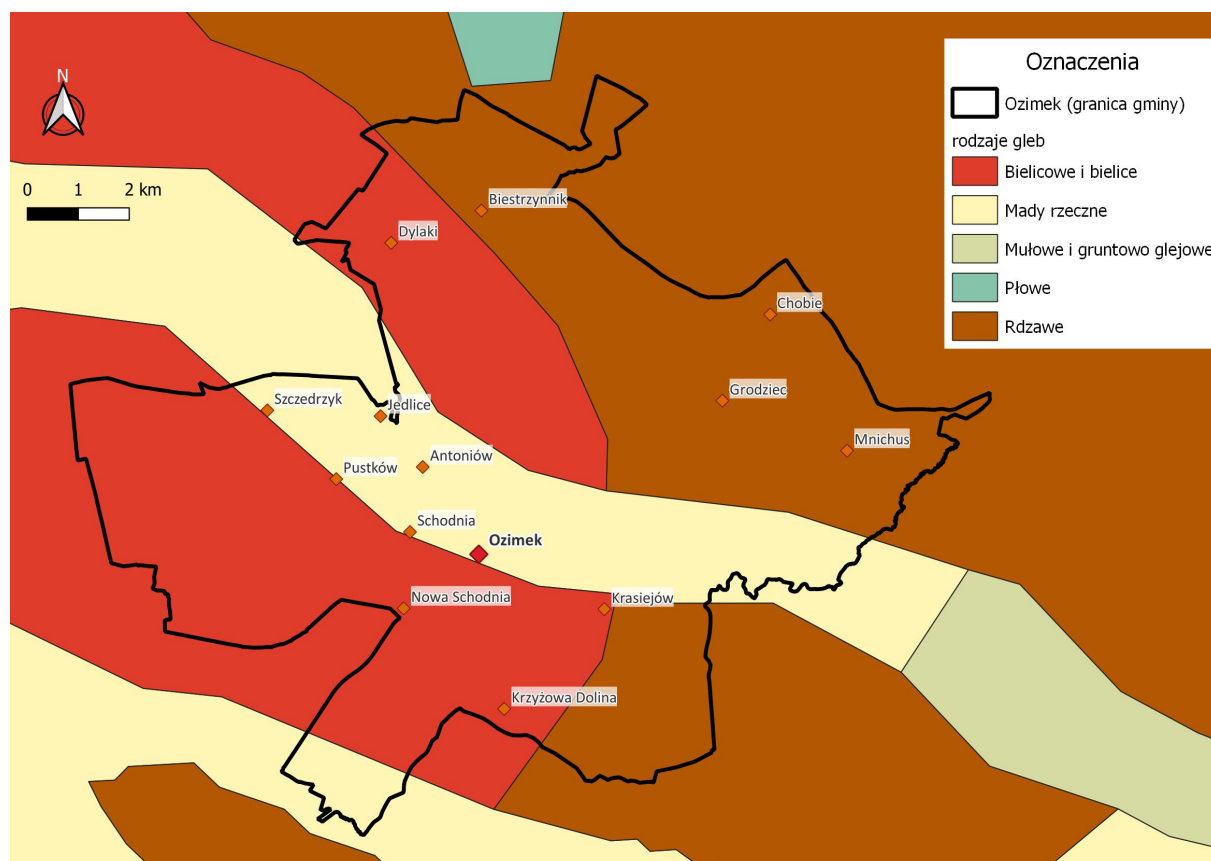 N
0 1 2 km
Oznaczenia
Ozimek (granica gminy)
rodzaje gleb
Bielicowe i bielice
Mady rzeczne
Mułowe i gruntowo glejowe
Płowe
Rdzawe
Biestrzynnik
Dylaki
Chobie
Szczedrzyk
Jedlice
Grodziec
Mnichus
Antoniów
Pustków
Schodnia
Ozimek
Nowa Schodnia
Krasiejów
Krzyżowa Dolina